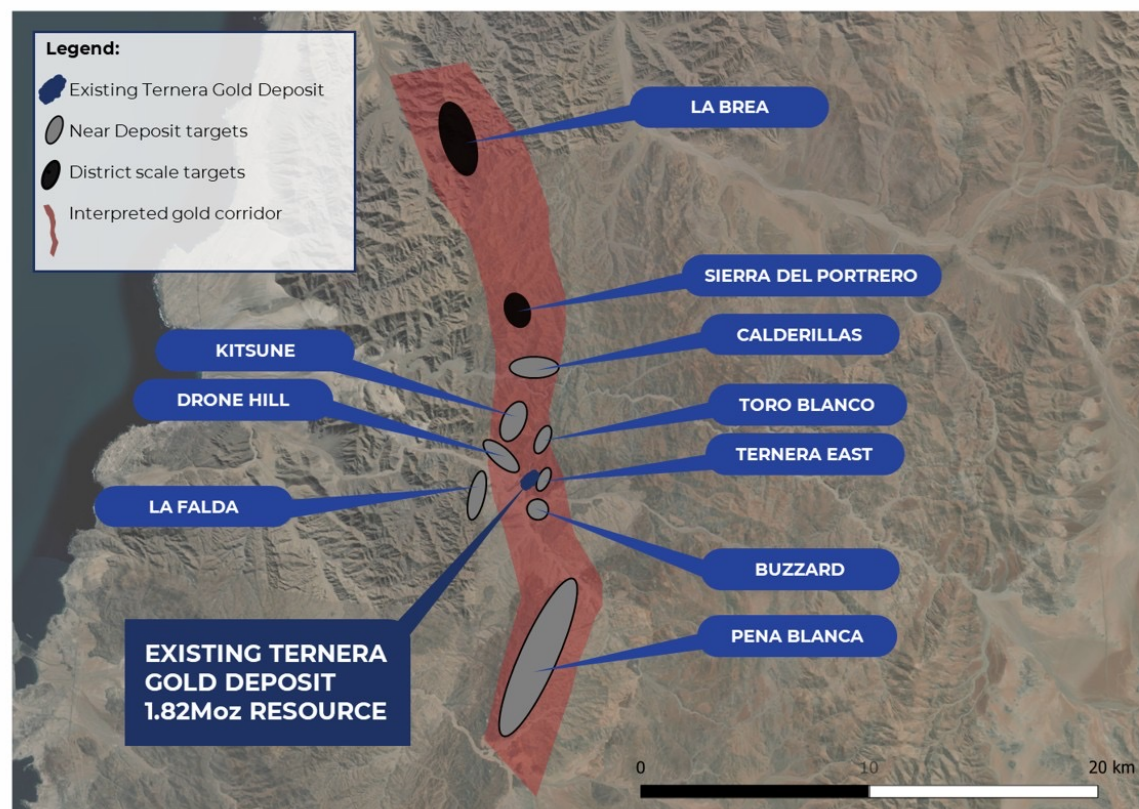 Legend:
Existing Ternera Gold Deposit
Near Deposit targets
District scale targets
Interpreted gold corridor
LA BREA
SIERRA DEL PORTRERO
CALDERILLAS
KITSUNE
DRONE HILL
TORO BLANCO
TERNERA EAST
LA FALDA
BUZZARD
PENA BLANCA
EXISTING TERNERA
GOLD DEPOSIT
1.82Moz RESOURCE
0 10 20 km